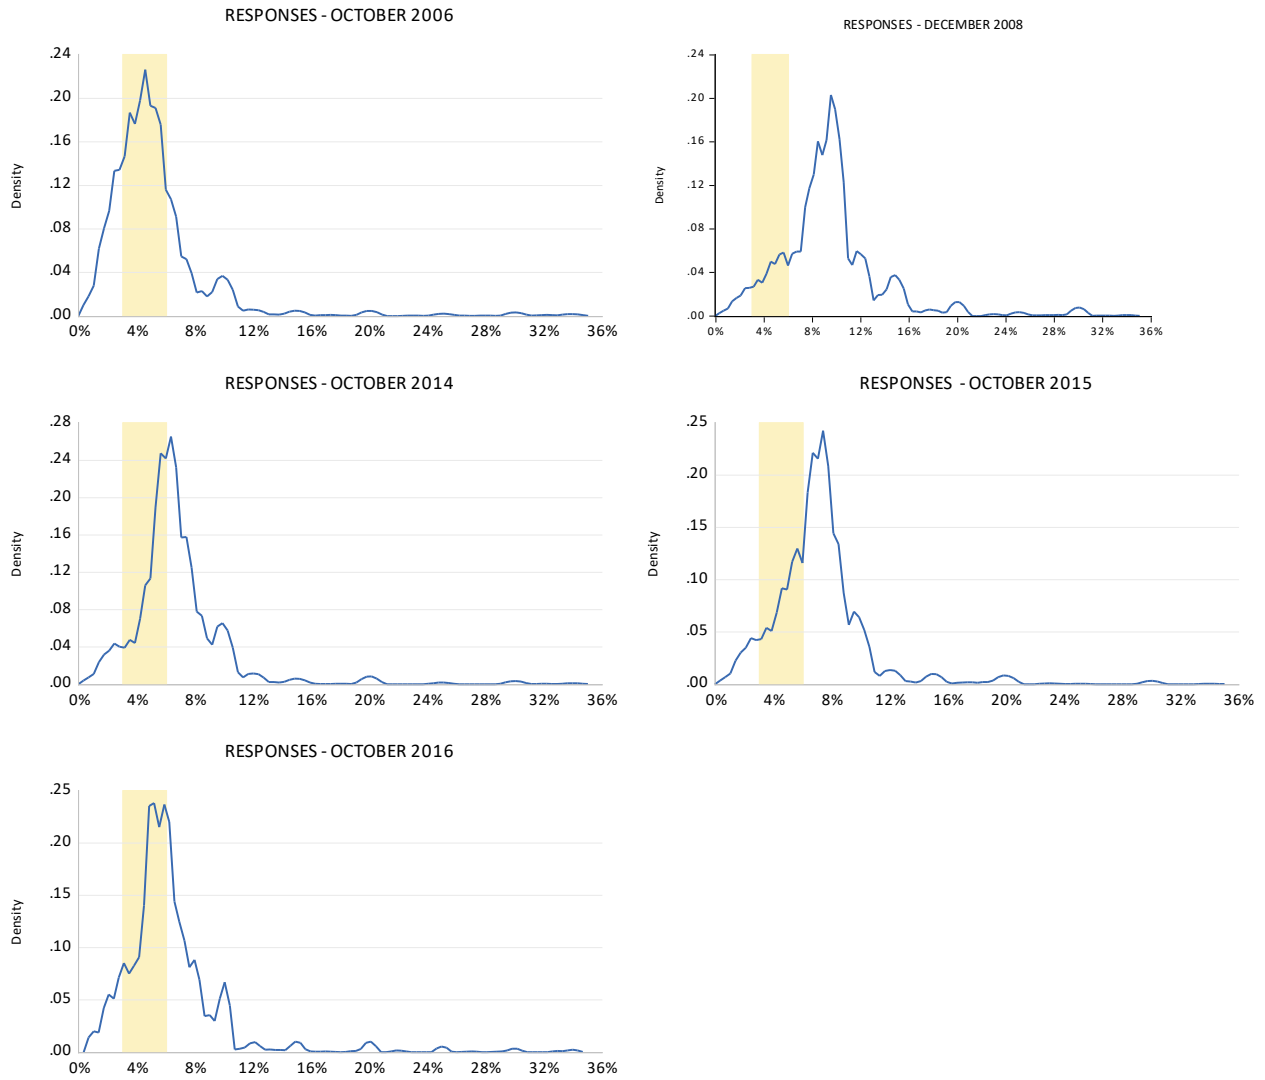 RESPONSES - OCTOBER 2006
Density
.24
.20
.16
.12
.08
.04
.00
0% 4% 8% 12% 16% 20% 24% 28% 32% 36%
RESPONSES - DECEMBER 2008
Density
.24
.20
.16
.12
.08
.04
.00
0% 4% 8% 12% 16% 20% 24% 28% 32% 36%
RESPONSES - OCTOBER 2014
Density
.28
.24
.20
.16
.12
.08
.04
.00
0% 4% 8% 12% 16% 20% 24% 28% 32% 36%
RESPONSES - OCTOBER 2015
Density
.25
.20
.15
.10
.05
.00
0% 4% 8% 12% 16% 20% 24% 28% 32% 36%
RESPONSES - OCTOBER 2016
Density
.25
.20
.15
.10
.05
.00
0% 4% 8% 12% 16% 20% 24% 28% 32% 36%